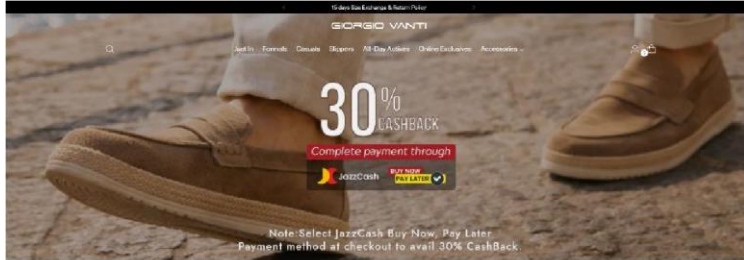 15-days Size Exchange & Return Policy
GIORGIO VANTI
Just In Formals Casuals Slippers All-Day Actives Online Exclusives Accessories
30%
CASHBACK
Complete payment through
JazzCash BUY NOW
PAY LATER
Note:Select JazzCash Buy Now, Pay Later
Payment method at checkout to avail 30% CashBack.